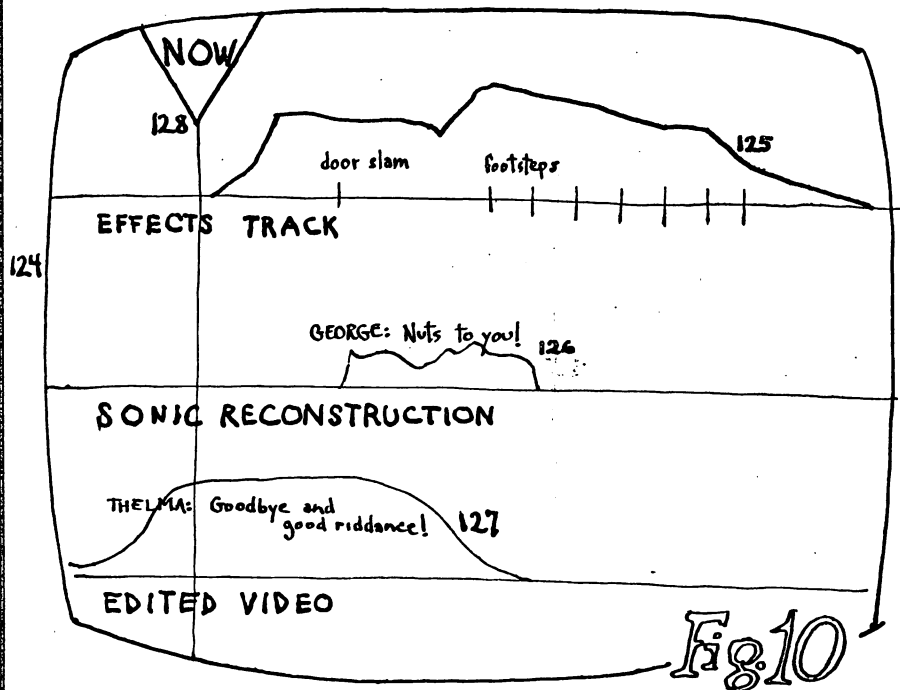 NOW
128
door slam
footsteps
125
EFFECTS TRACK
124
GEORGE: Nuts to you!
126
SONIC RECONSTRUCTION
THELMA: Goodbye and
good riddance!
127
EDITED VIDEO
Fig. 10